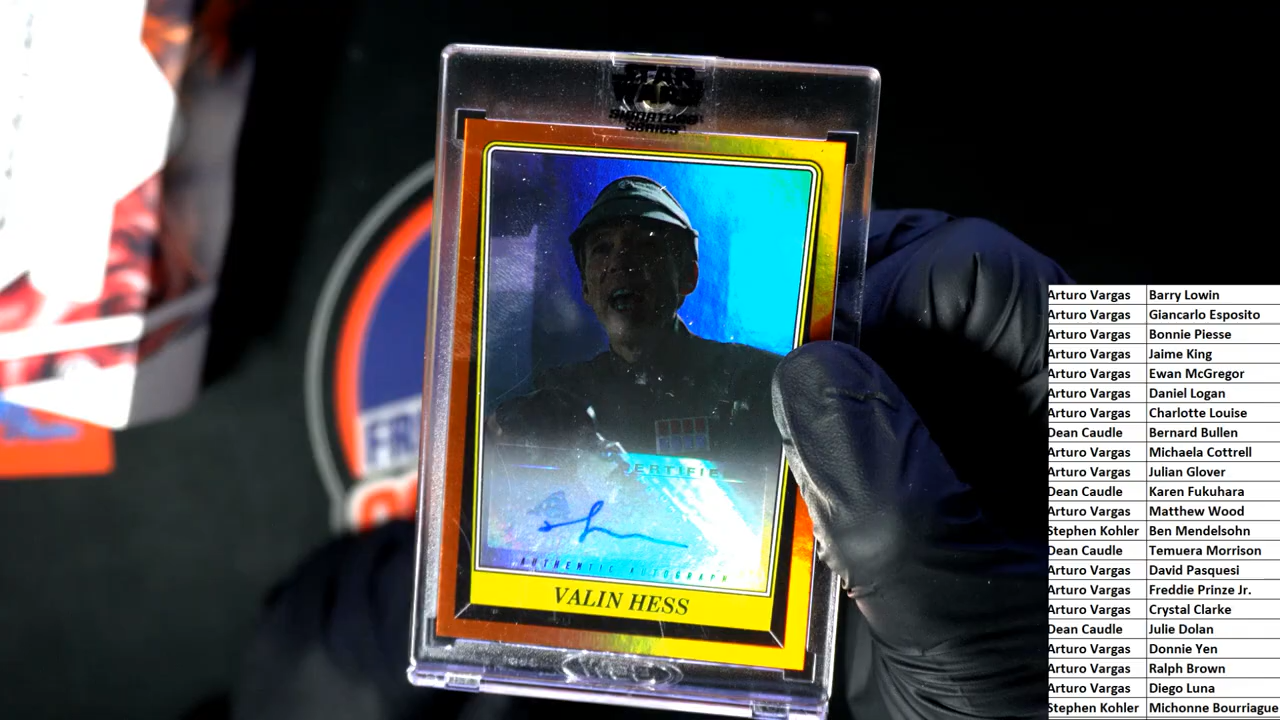 STAR
WARS
SIGNATURE
SERIES
ERTIFIE
AUTHENTIC AUTOGRAPH
VALIN HESS
Arturo Vargas Barry Lowin
Arturo Vargas Giancarlo Esposito
Arturo Vargas Bonnie Piesse
Arturo Vargas Jaime King
Arturo Vargas Ewan McGregor
Arturo Vargas Daniel Logan
Arturo Vargas Charlotte Louise
Dean Caudle Bernard Bullen
Arturo Vargas Michaela Cottrell
Arturo Vargas Julian Glover
Dean Caudle Karen Fukuhara
Arturo Vargas Matthew Wood
Stephen Kohler Ben Mendelsohn
Dean Caudle Temuera Morrison
Arturo Vargas David Pasquesi
Arturo Vargas Freddie Prinze Jr.
Arturo Vargas Crystal Clarke
Dean Caudle Julie Dolan
Arturo Vargas Donnie Yen
Arturo Vargas Ralph Brown
Arturo Vargas Diego Luna
Stephen Kohler Michonne Bourriague